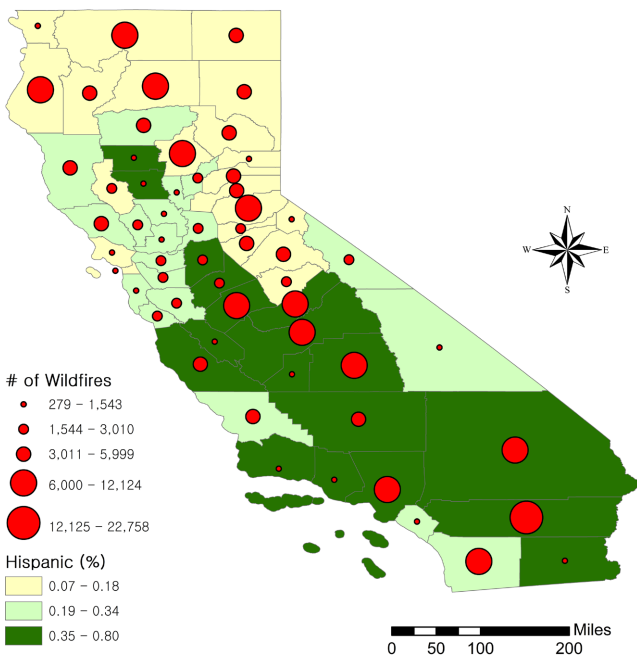 N
W E
S
# of Wildfires
279 - 1,543
1,544 - 3,010
3,011 - 5,999
6,000 - 12,124
12,125 - 22,758
Hispanic (%)
0.07 - 0.18
0.19 - 0.34
0.35 - 0.80
Miles
0 50 100 200